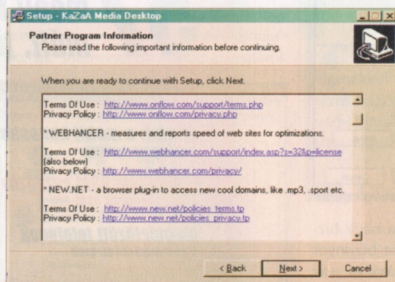 Setup - KaZaA Media Desktop
Partner Program Information
Please read the following important information before continuing.
When you are ready to continue with Setup, click Next.
Terms Of Use : http://www.onflow.com/support/terms.php
Privacy Policy : http://www.onflow.com/privacy.php
* WEBHANCER - measures and reports speed of web sites for optimizations.
Terms Of Use : http://www.webhancer.com/support/index.asp?s=32&p=license
(also below)
Privacy Policy : http://www.webhancer.com/privacy/
* NEW.NET - a browser plug-in to access new cool domains, like .mp3, .sport etc.
Terms Of Use : http://www.new.net/policies_terms.tp
Privacy Policy : http://www.new.net/policies_privacy.tp
< Back
Next >
Cancel